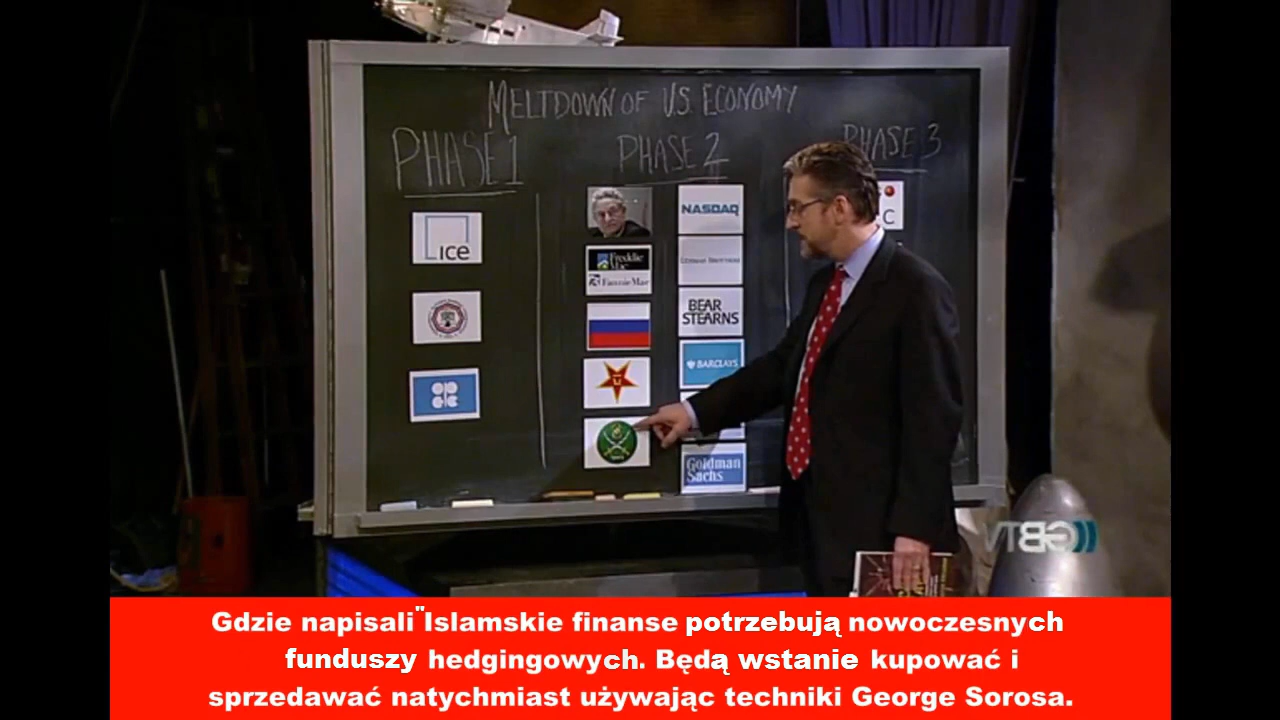 MELTDOWN OF U.S. ECONOMY
PHASE 1
PHASE 2
PHASE 3
ice
OPEC
Freddie
Mac
Fannie Mae
NASDAQ
BEAR
STEARNS
BARCLAYS
Goldman
Sachs
C
GBTV
Gdzie napisali "Islamskie finanse potrzebują nowoczesnych
funduszy hedgingowych. Będą wstanie kupować i
sprzedawać natychmiast używając techniki George Sorosa.